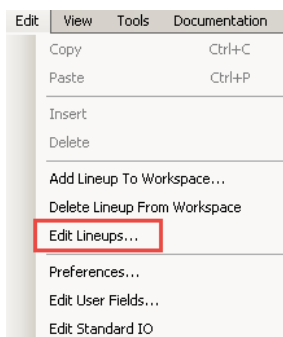 Edit View Tools Documentation
Copy Ctrl+C
Paste Ctrl+P
Insert
Delete
Add Lineup To Workspace...
Delete Lineup From Workspace
Edit Lineups...
Preferences...
Edit User Fields...
Edit Standard IO